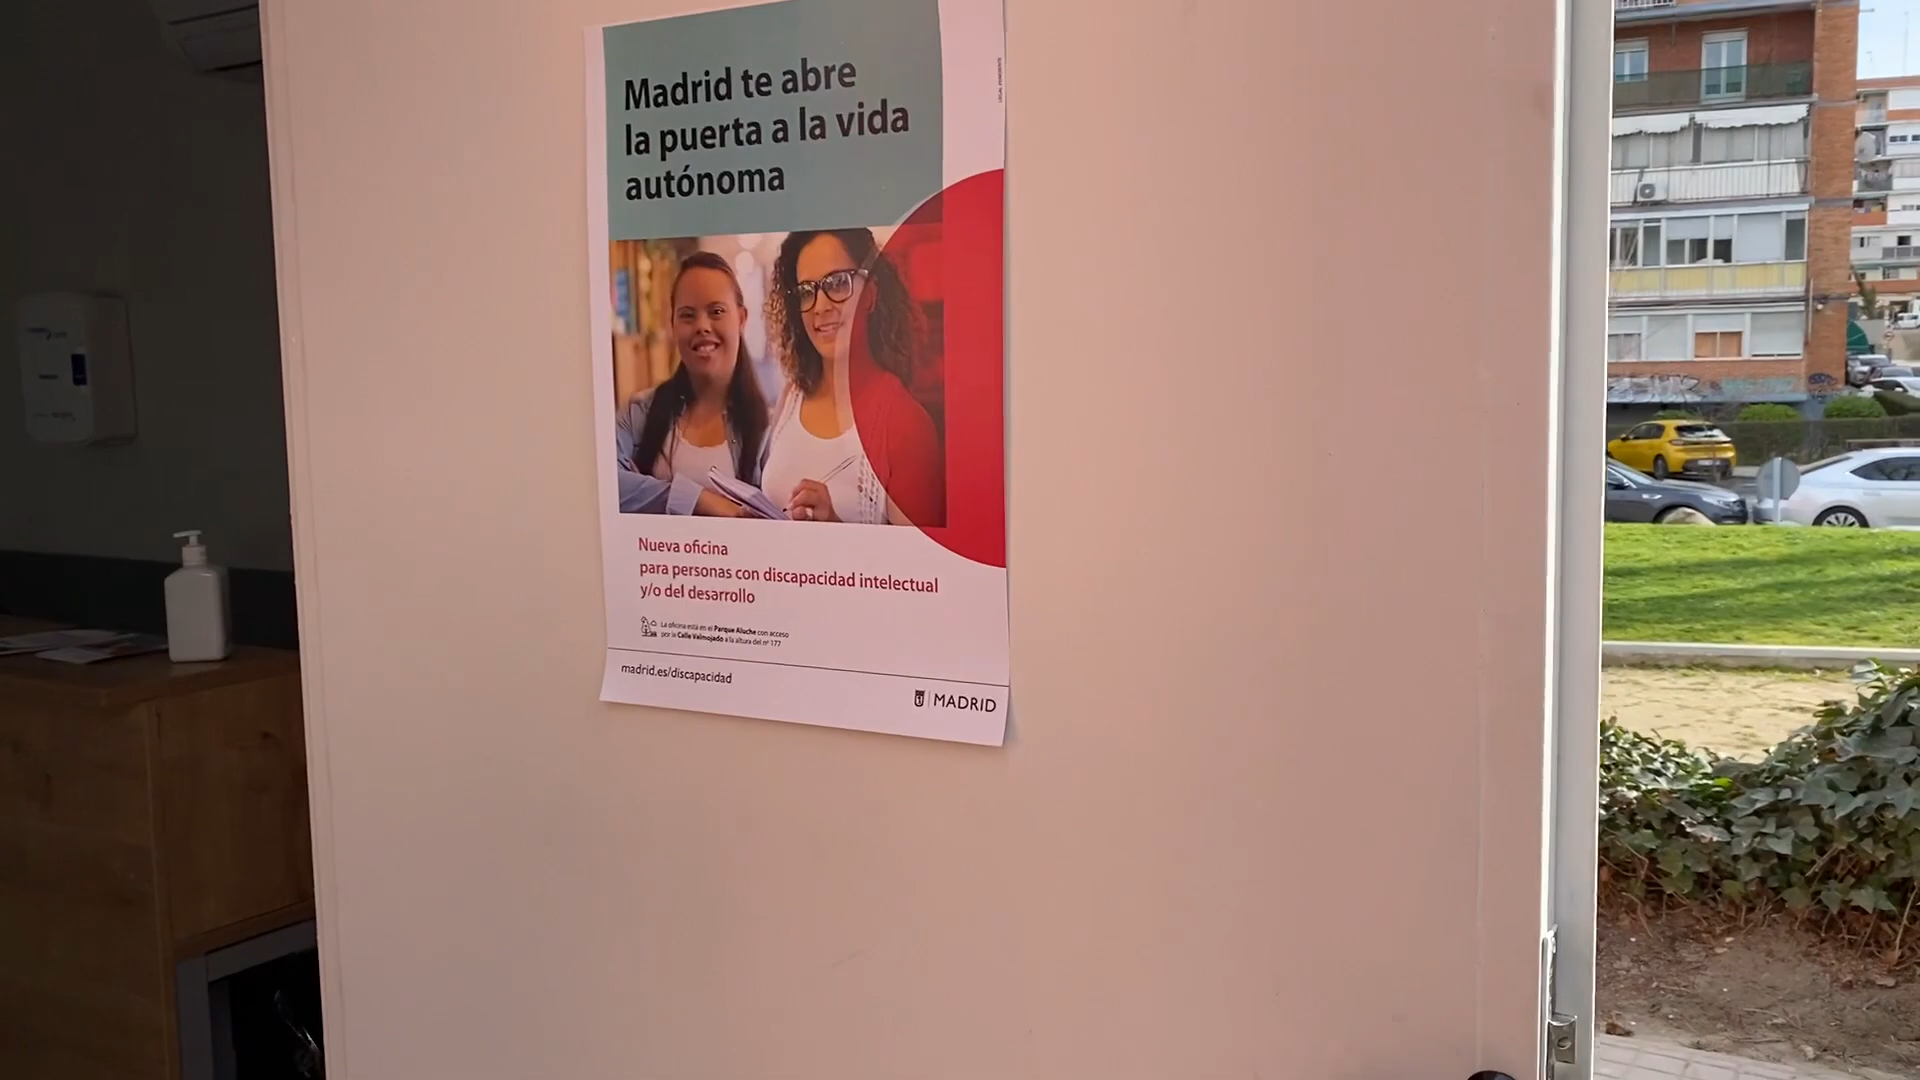 Madrid te abre
la puerta a la vida
autónoma
Nueva oficina
para personas con discapacidad intelectual
y/o del desarrollo
La oficina está en el Parque Aluche con acceso
por la Calle Valmojado a la altura del nº 177
madrid.es/discapacidad
MADRID